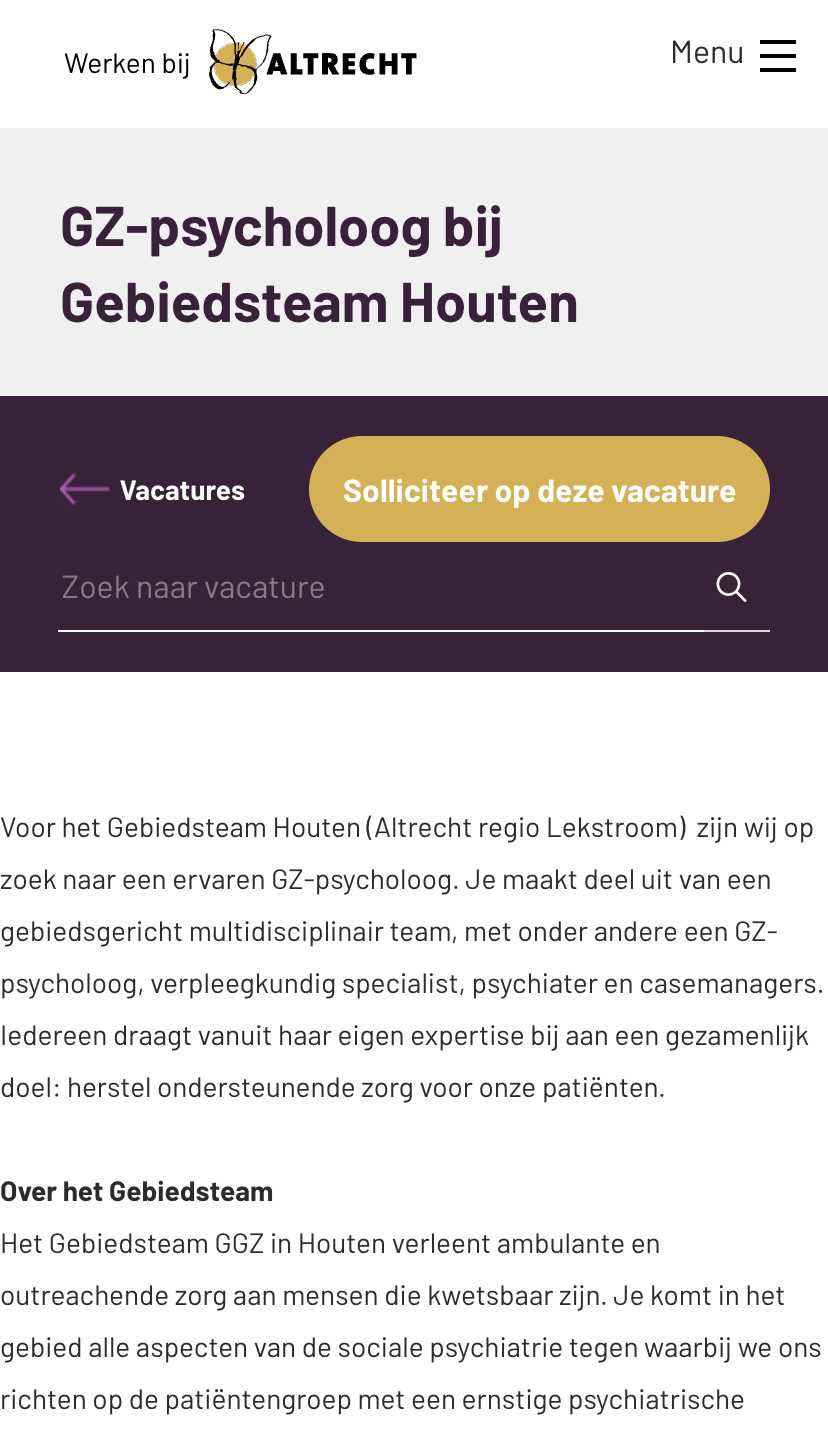 Werken bij ALTRECHT
Menu
GZ-psycholoog bij
Gebiedsteam Houten
Vacatures
Solliciteer op deze vacature
Zoek naar vacature
Voor het Gebiedsteam Houten (Altrecht regio Lekstroom)  zijn wij op
zoek naar een ervaren GZ-psycholoog. Je maakt deel uit van een
gebiedsgericht multidisciplinair team, met onder andere een GZ-
psycholoog, verpleegkundig specialist, psychiater en casemanagers.
Iedereen draagt vanuit haar eigen expertise bij aan een gezamenlijk
doel: herstel ondersteunende zorg voor onze patiënten.
Over het Gebiedsteam
Het Gebiedsteam GGZ in Houten verleent ambulante en
outreachende zorg aan mensen die kwetsbaar zijn. Je komt in het
gebied alle aspecten van de sociale psychiatrie tegen waarbij we ons
richten op de patiëntengroep met een ernstige psychiatrische